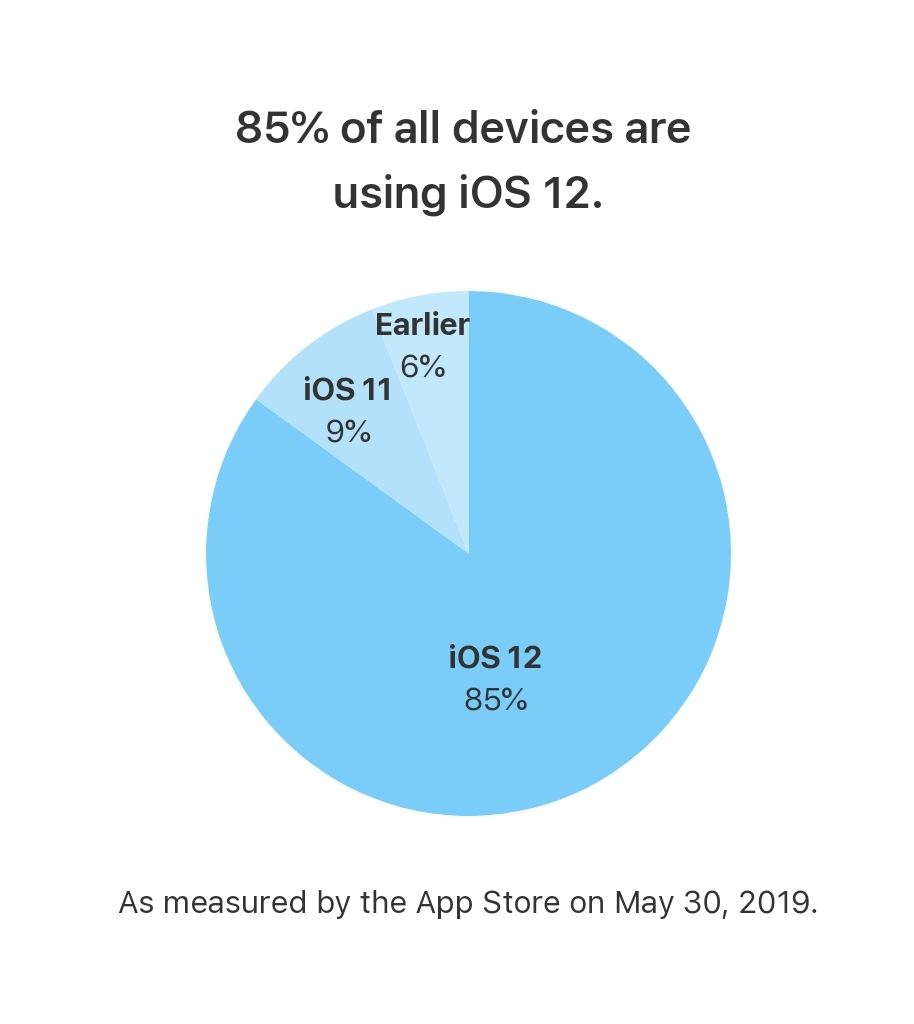 85% of all devices are
using iOS 12.
Earlier
6%
iOS 11
9%
iOS 12
85%
As measured by the App Store on May 30, 2019.